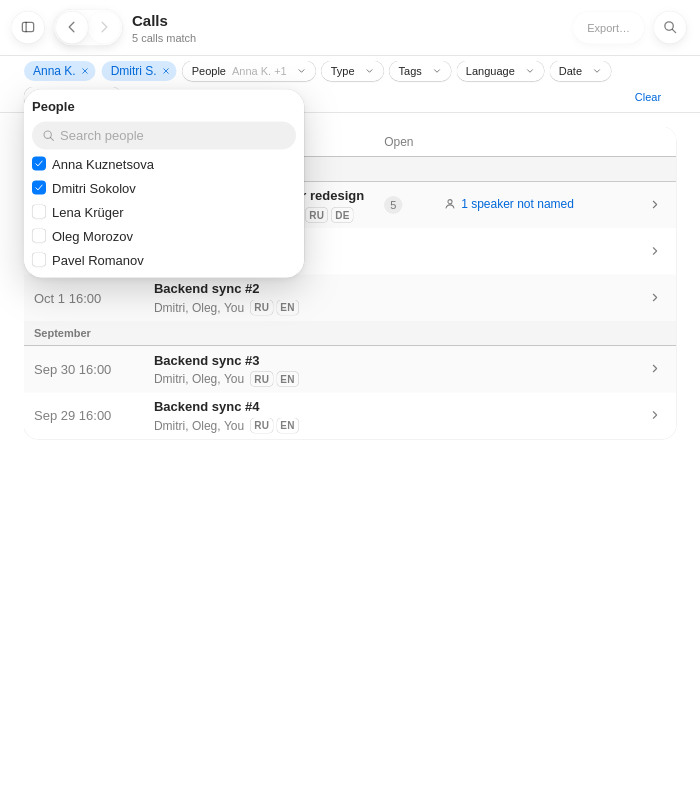 Calls
5 calls match
Export…
Anna K.
Dmitri S.
People Anna K. +1
Type
Tags
Language
Date
Clear
People
Search people
Anna Kuznetsova
Dmitri Sokolov
Lena Krüger
Oleg Morozov
Pavel Romanov
Open
redesign
RU DE
5
1 speaker not named
Oct 1 16:00
Backend sync #2
Dmitri, Oleg, You RU EN
September
Sep 30 16:00
Backend sync #3
Dmitri, Oleg, You RU EN
Sep 29 16:00
Backend sync #4
Dmitri, Oleg, You RU EN